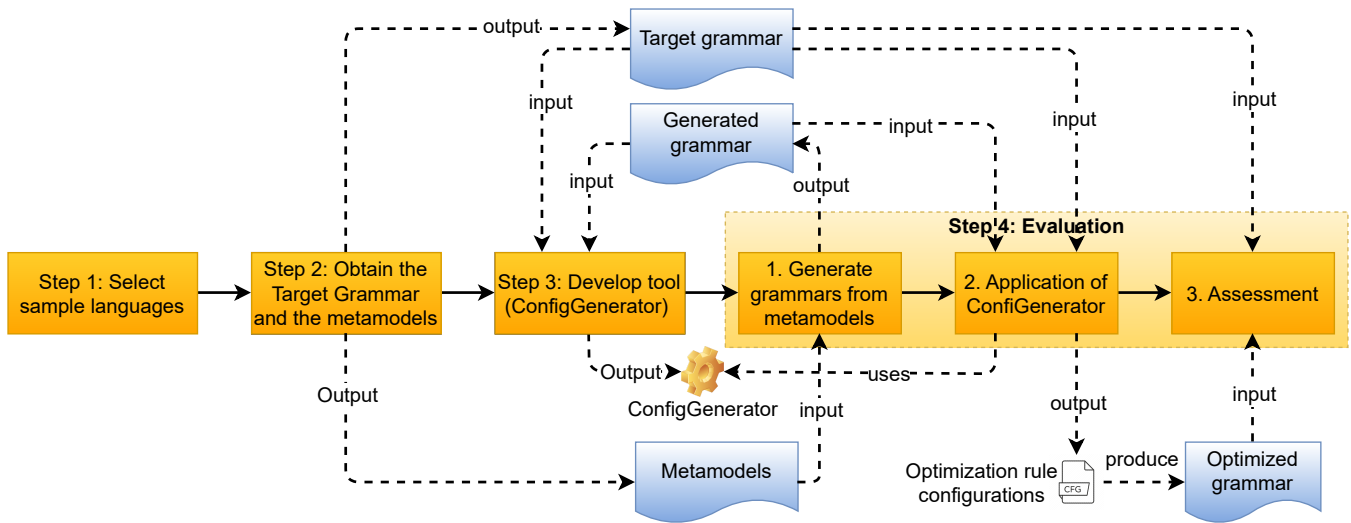 output
Target grammar
input
input
input
Generated
grammar
input
input
output
Step 4: Evaluation
Step 1: Select
sample languages
Step 2: Obtain the
Target Grammar
and the metamodels
Step 3: Develop tool
(ConfigGenerator)
1. Generate
grammars from
metamodels
2. Application of
ConfiGenerator
3. Assessment
Output
Output
ConfigGenerator
uses
input
output
input
Metamodels
Optimization rule
configurations
CFG
produce
Optimized
grammar